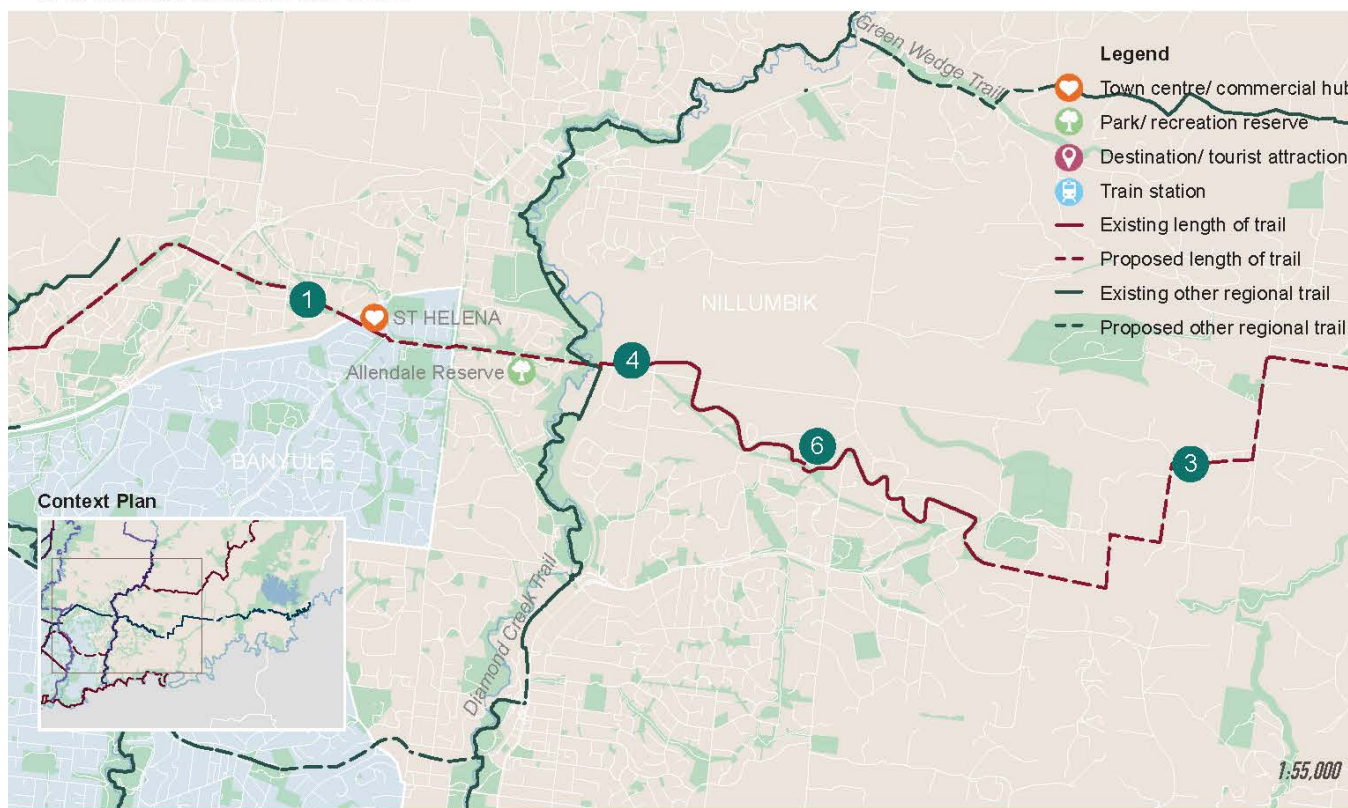 Green Wedge Trail
Legend
Town centre/ commercial hub
Park/ recreation reserve
Destination/ tourist attraction
Train station
Existing length of trail
Proposed length of trail
Existing other regional trail
Proposed other regional trail
1
ST HELENA
NILLUMBIK
4
Allendale Reserve
6
3
BANYULE
Context Plan
Diamond Creek Trail
1:55,000